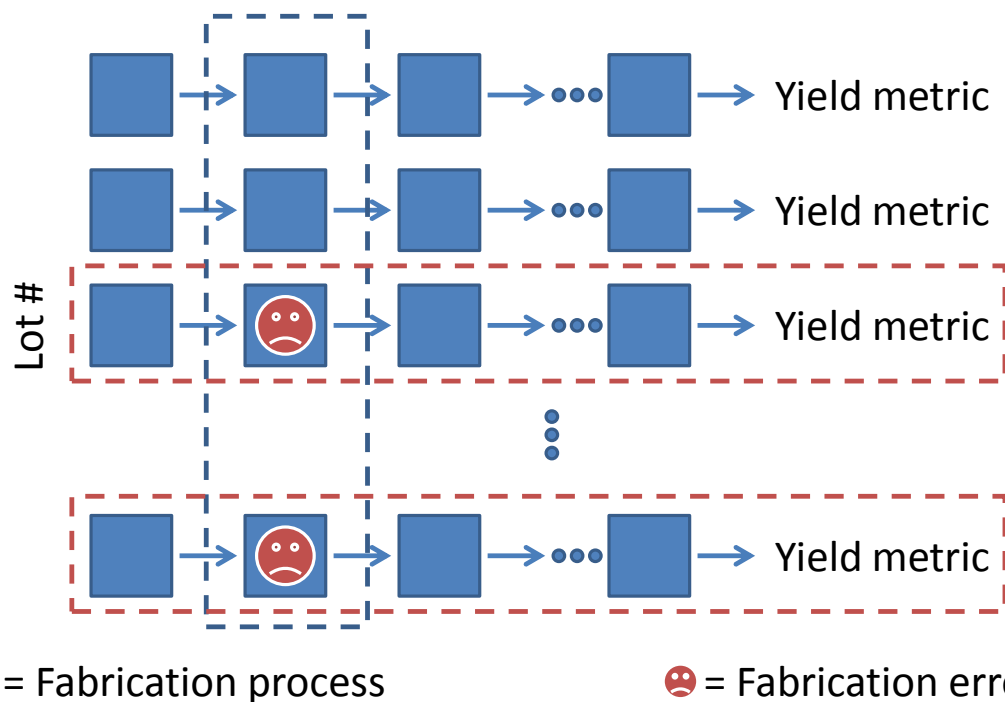 Yield metric
Yield metric
Lot #
Yield metric
Yield metric
= Fabrication process
= Fabrication